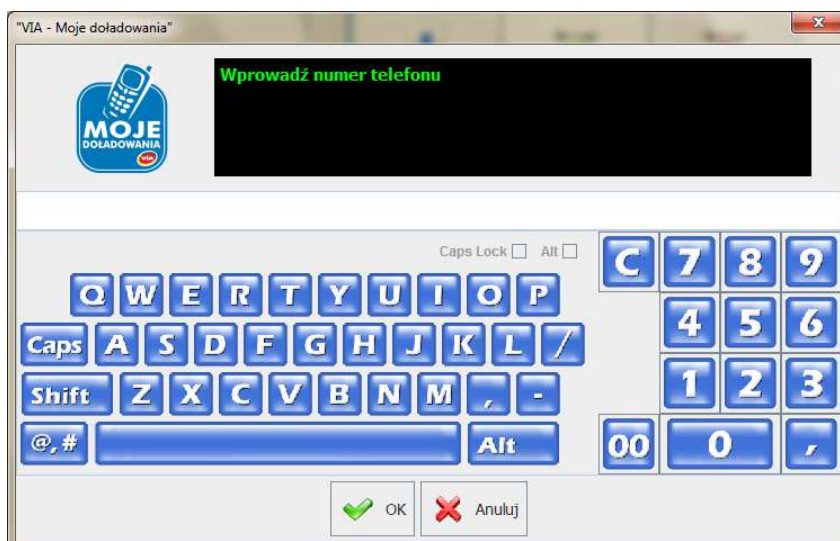 "VIA - Moje doładowania"
x
Wprowadź numer telefonu
MOJE
DOŁADOWANIA
VIA
Caps Lock Alt
C 7 8 9
Q W E R T Y U I O P
4 5 6
Caps A S D F G H J K L /
1 2 3
Shift Z X C V B N M , -
@,# Alt
00 0 ,
OK Anuluj